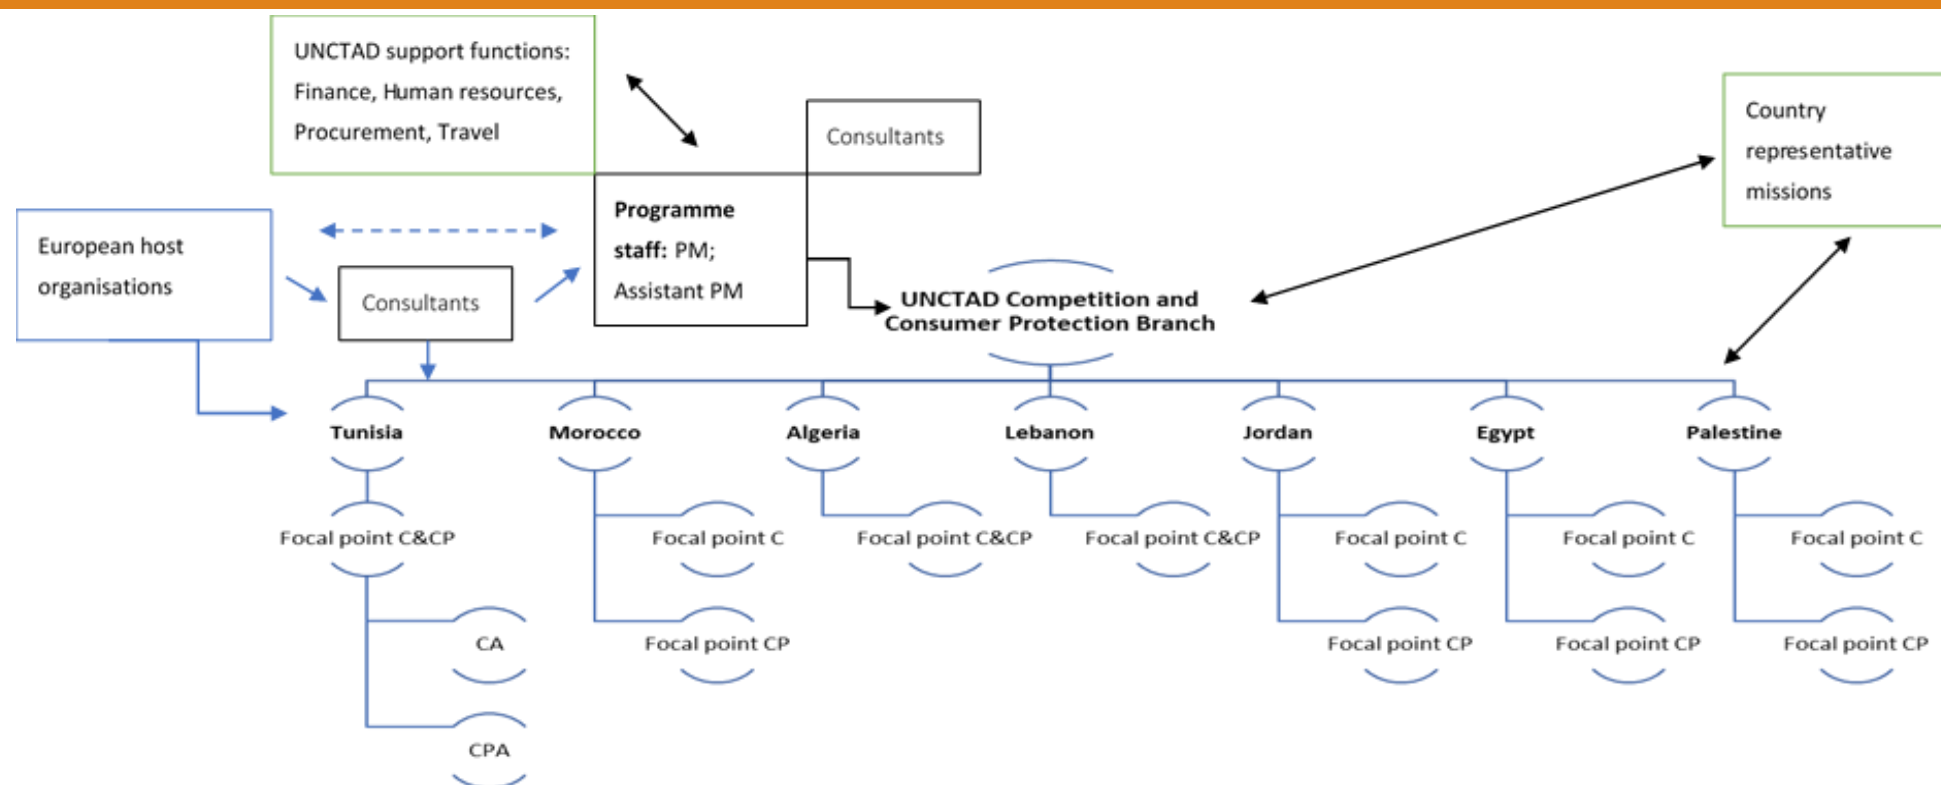 UNCTAD support functions:
Finance, Human resources,
Procurement, Travel
Consultants
Country
representative
missions
Programme
staff: PM;
Assistant PM
European host
organisations
Consultants
UNCTAD Competition and
Consumer Protection Branch
Tunisia
Morocco
Algeria
Lebanon
Jordan
Egypt
Palestine
Focal point C&CP
Focal point C
Focal point C&CP
Focal point C&CP
Focal point C
Focal point C
Focal point C
CA
Focal point CP
Focal point CP
Focal point CP
Focal point CP
CPA